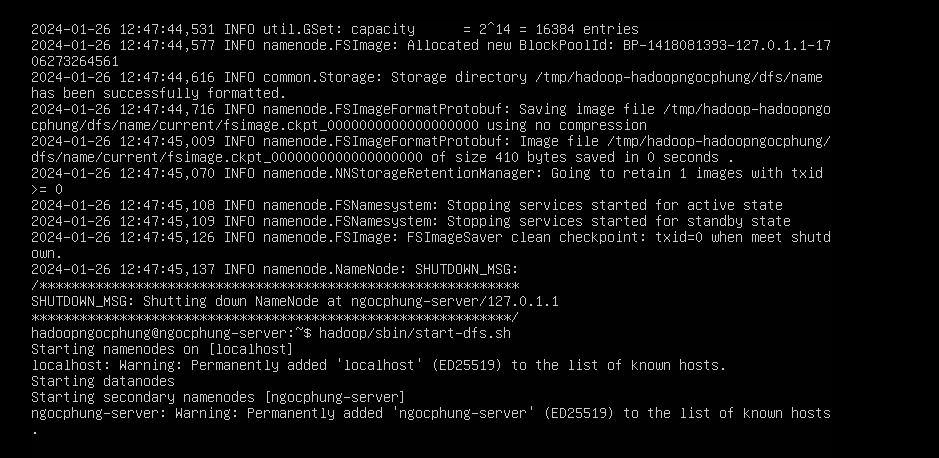 2024-01-26 12:47:44,531 INFO util.GSet: capacity      = 2^14 = 16384 entries
2024-01-26 12:47:44,577 INFO namenode.FSImage: Allocated new BlockPoolId: BP-1418081393-127.0.1.1-17
06273264561
2024-01-26 12:47:44,616 INFO common.Storage: Storage directory /tmp/hadoop-hadoopngocphung/dfs/name
has been successfully formatted.
2024-01-26 12:47:44,716 INFO namenode.FSImageFormatProtobuf: Saving image file /tmp/hadoop-hadoopngo
cphung/dfs/name/current/fsimage.ckpt_0000000000000000000 using no compression
2024-01-26 12:47:45,009 INFO namenode.FSImageFormatProtobuf: Image file /tmp/hadoop-hadoopngocphung/
dfs/name/current/fsimage.ckpt_0000000000000000000 of size 410 bytes saved in 0 seconds .
2024-01-26 12:47:45,070 INFO namenode.NNStorageRetentionManager: Going to retain 1 images with txid
>= 0
2024-01-26 12:47:45,108 INFO namenode.FSNamesystem: Stopping services started for active state
2024-01-26 12:47:45,109 INFO namenode.FSNamesystem: Stopping services started for standby state
2024-01-26 12:47:45,126 INFO namenode.FSImage: FSImageSaver clean checkpoint: txid=0 when meet shutd
own.
2024-01-26 12:47:45,137 INFO namenode.NameNode: SHUTDOWN_MSG:
/************************************************************
SHUTDOWN_MSG: Shutting down NameNode at ngocphung-server/127.0.1.1
************************************************************/
hadoopngocphung@ngocphung-server:~$ hadoop/sbin/start-dfs.sh
Starting namenodes on [localhost]
localhost: Warning: Permanently added 'localhost' (ED25519) to the list of known hosts.
Starting datanodes
Starting secondary namenodes [ngocphung-server]
ngocphung-server: Warning: Permanently added 'ngocphung-server' (ED25519) to the list of known hosts
.